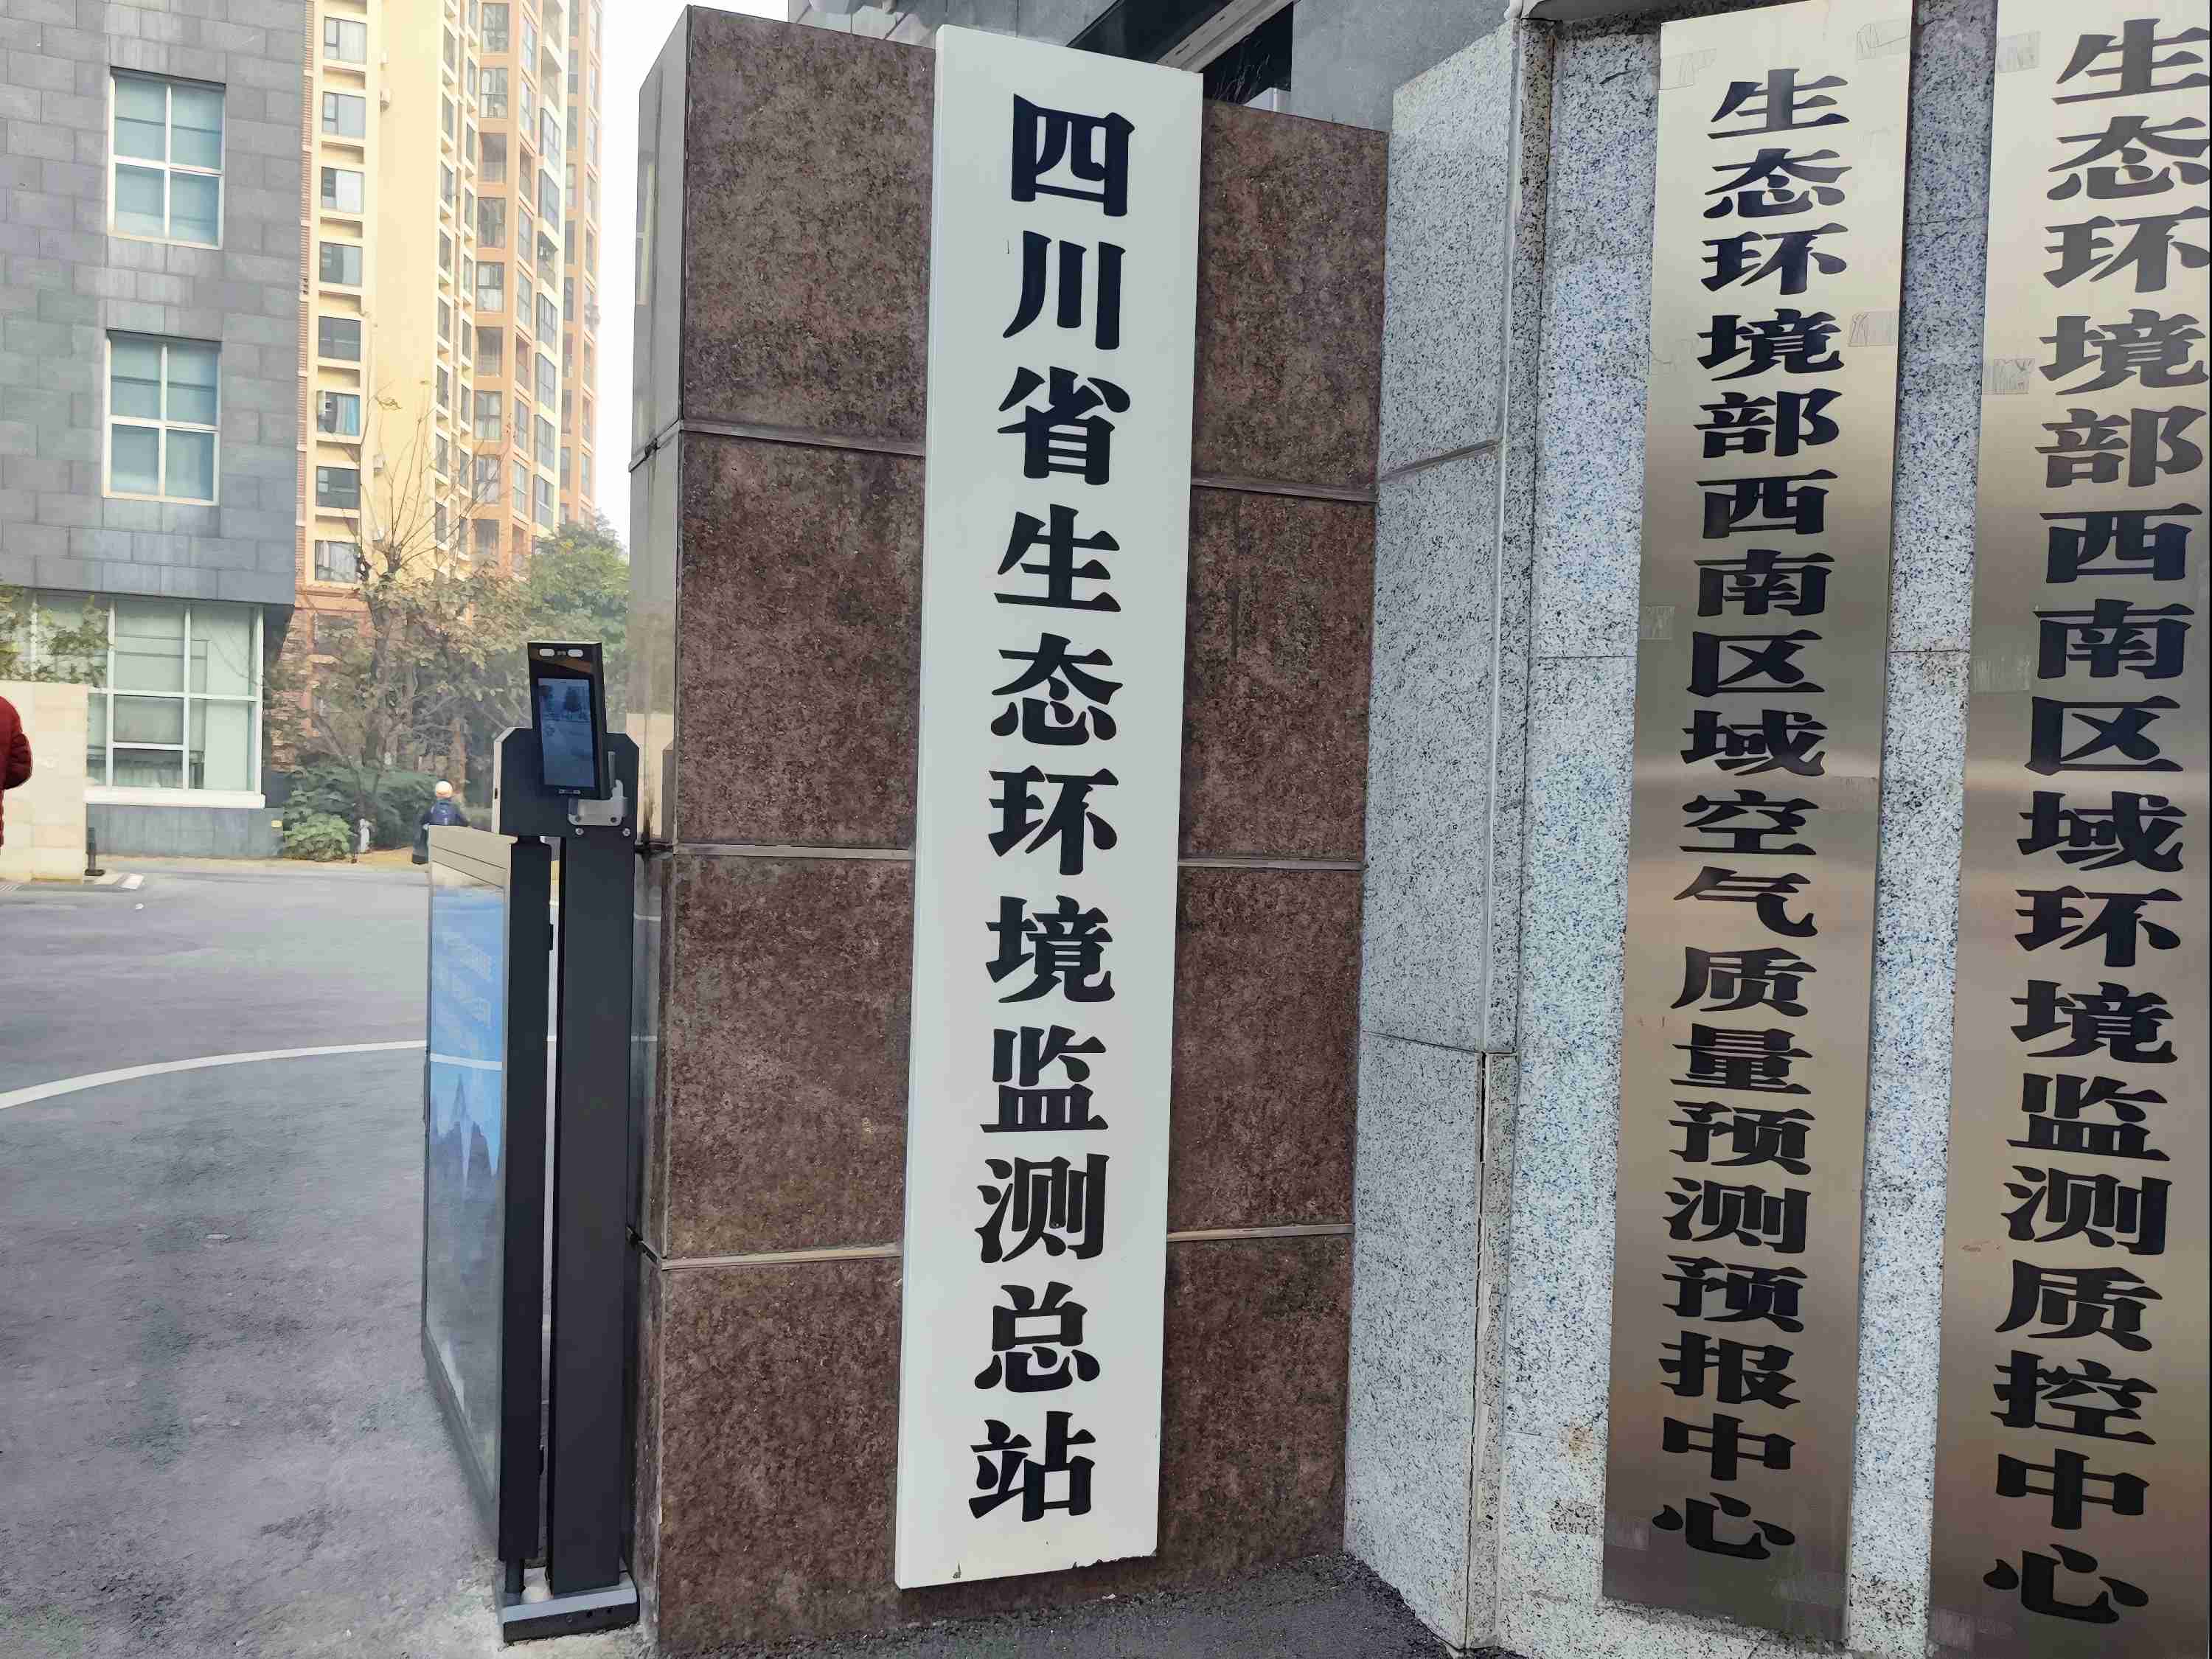 四川省生态环境监测总站
生态环境部西南区域空气质量预测预报中心
生态环境部西南区域环境监测质控中心